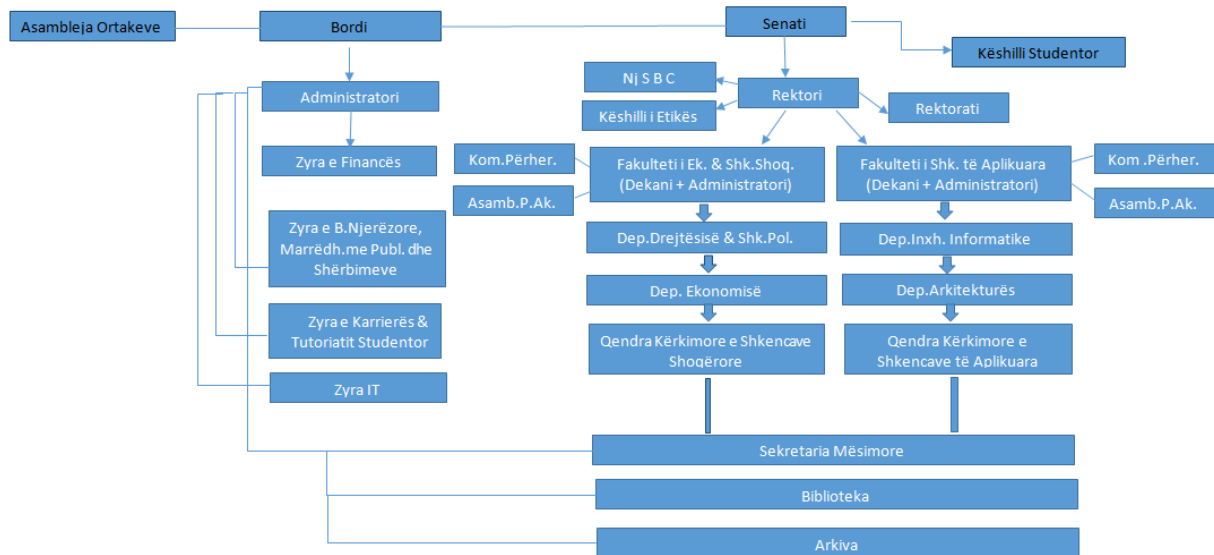 Asambleja Ortakeve
Bordi
Senati
Këshilli Studentor
Administratori
Nj S B C
Rektori
Këshilli i Etikës
Rektorati
Zyra e Financës
Kom.Përher.
Fakulteti i Ek. & Shk.Shoq.
(Dekani + Administratori)
Fakulteti i Shk. të Aplikuara
(Dekani + Administratori)
Kom .Përher.
Asamb.P.Ak.
Asamb.P.Ak.
Zyra e B.Njerëzore,
Marrëdh.me Publ. dhe
Shërbimeve
Dep.Drejtësisë & Shk.Pol.
Dep.Inxh. Informatike
Dep. Ekonomisë
Dep.Arkitekturës
Zyra e Karrierës &
Tutoriatit Studentor
Qendra Kërkimore e Shkencave
Shoqërore
Qendra Kërkimore e
Shkencave të Aplikuara
Zyra IT
Sekretaria Mësimore
Biblioteka
Arkiva